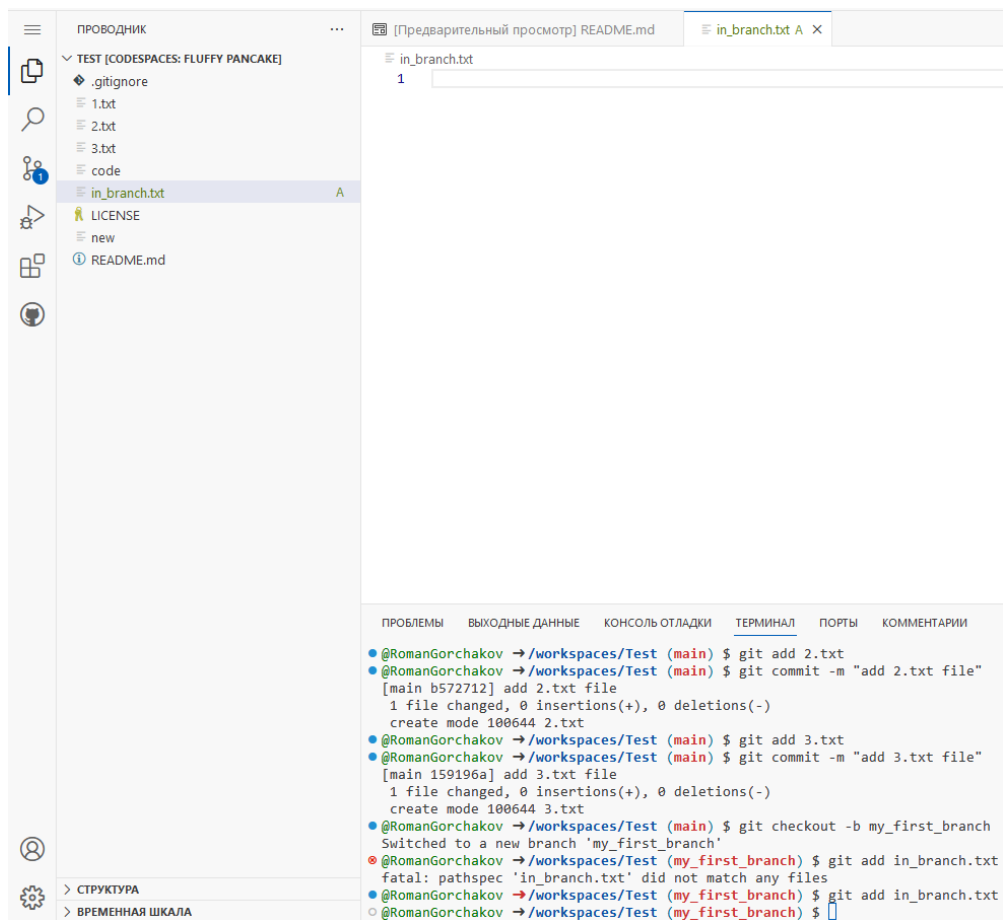 ПРОВОДНИК ...
TEST [CODESPACES: FLUFFY PANCAKE]
.gitignore
1.txt
2.txt
3.txt
code
in_branch.txt A
LICENSE
new
README.md
СТРУКТУРА
ВРЕМЕННАЯ ШКАЛА
1
[Предварительный просмотр] README.md
in_branch.txt A
in_branch.txt
1
ПРОБЛЕМЫ ВЫХОДНЫЕ ДАННЫЕ КОНСОЛЬ ОТЛАДКИ ТЕРМИНАЛ ПОРТЫ КОММЕНТАРИИ
@RomanGorchakov ➜/workspaces/Test (main) $ git add 2.txt
@RomanGorchakov ➜/workspaces/Test (main) $ git commit -m "add 2.txt file"
[main b572712] add 2.txt file
1 file changed, 0 insertions(+), 0 deletions(-)
create mode 100644 2.txt
@RomanGorchakov ➜/workspaces/Test (main) $ git add 3.txt
@RomanGorchakov ➜/workspaces/Test (main) $ git commit -m "add 3.txt file"
[main 159196a] add 3.txt file
1 file changed, 0 insertions(+), 0 deletions(-)
create mode 100644 3.txt
@RomanGorchakov ➜/workspaces/Test (main) $ git checkout -b my_first_branch
Switched to a new branch 'my_first_branch'
@RomanGorchakov ➜/workspaces/Test (my_first_branch) $ git add in_branch.txt
fatal: pathspec 'in_branch.txt' did not match any files
@RomanGorchakov ➜/workspaces/Test (my_first_branch) $ git add in_branch.txt
@RomanGorchakov ➜/workspaces/Test (my_first_branch) $